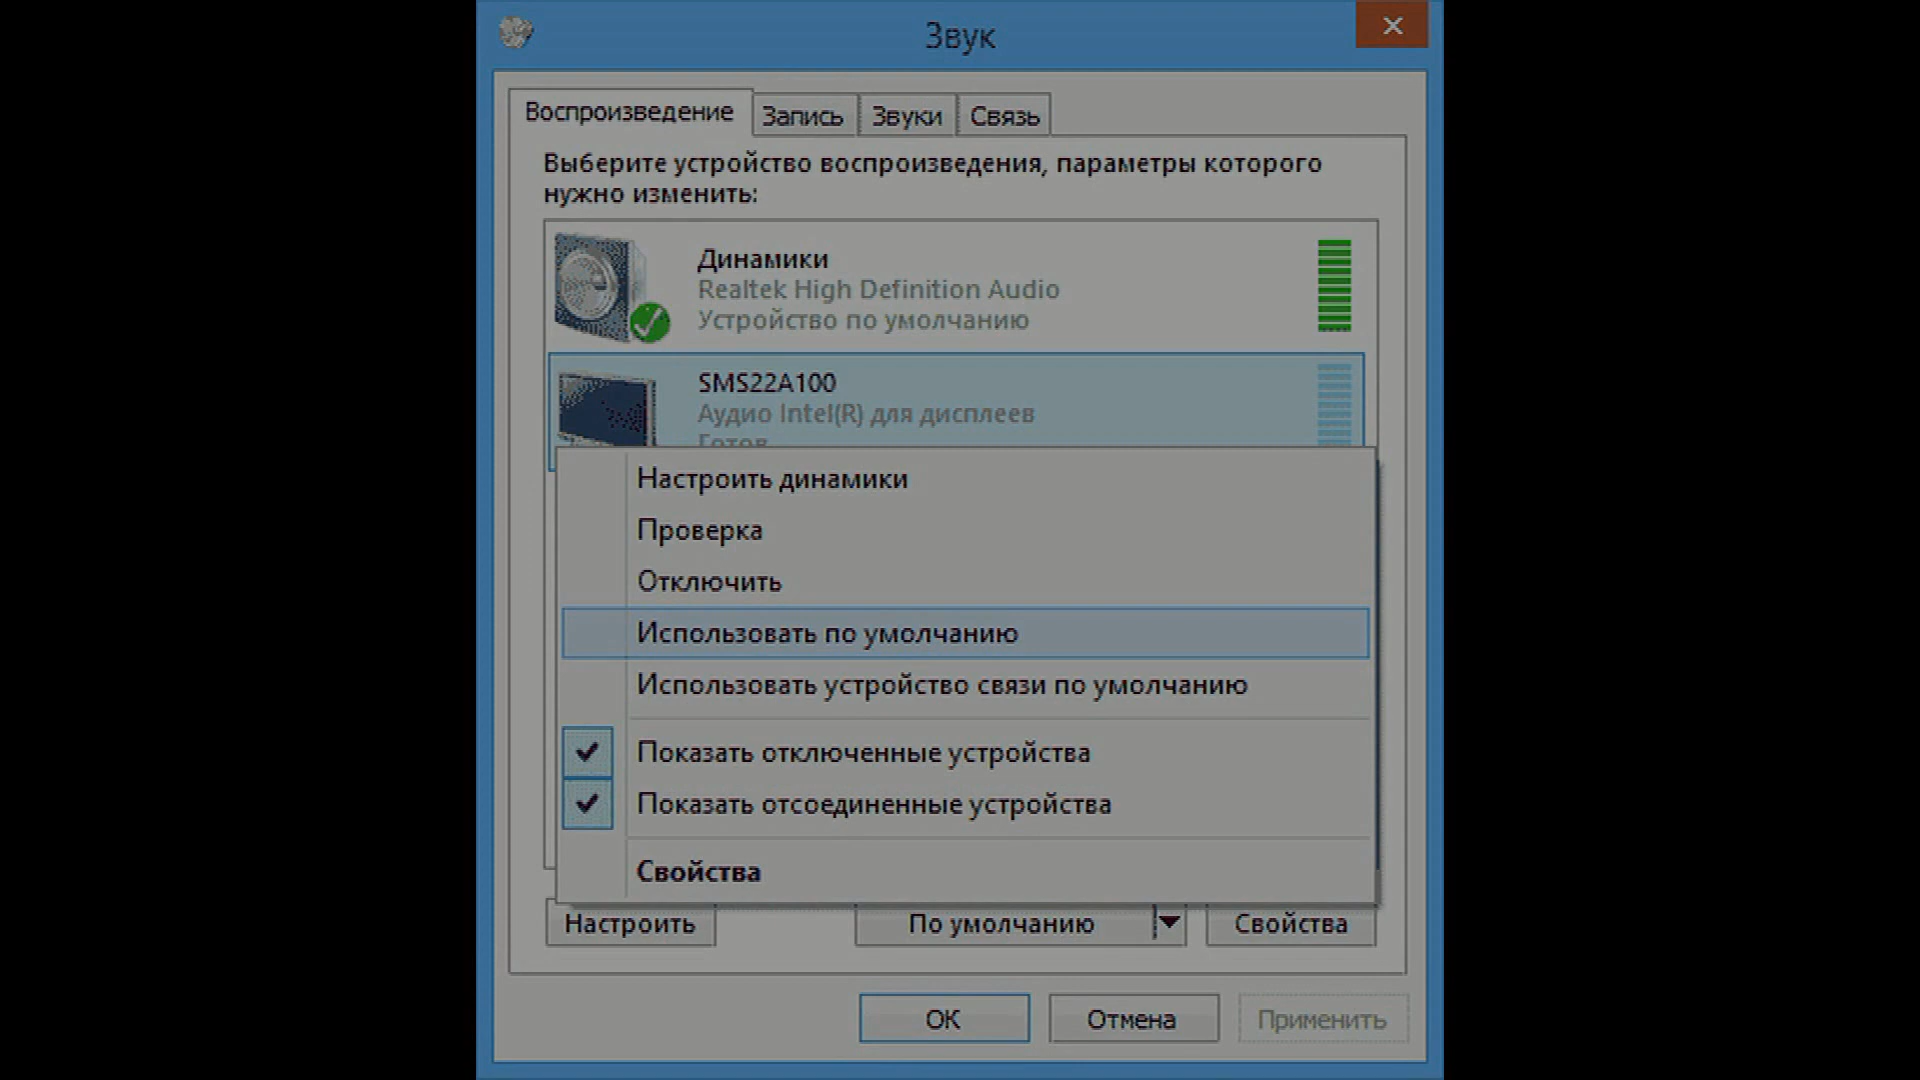 Звук
Воспроизведение
Запись
Звуки
Связь
Выберите устройство воспроизведения, параметры которого
нужно изменить:
Динамики
Realtek High Definition Audio
Устройство по умолчанию
SMS22A100
Аудио Intel(R) для дисплеев
Готов
Настроить динамики
Проверка
Отключить
Использовать по умолчанию
Использовать устройство связи по умолчанию
Показать отключенные устройства
Показать отсоединенные устройства
Свойства
Настроить
По умолчанию
Свойства
ОК
Отмена
Применить